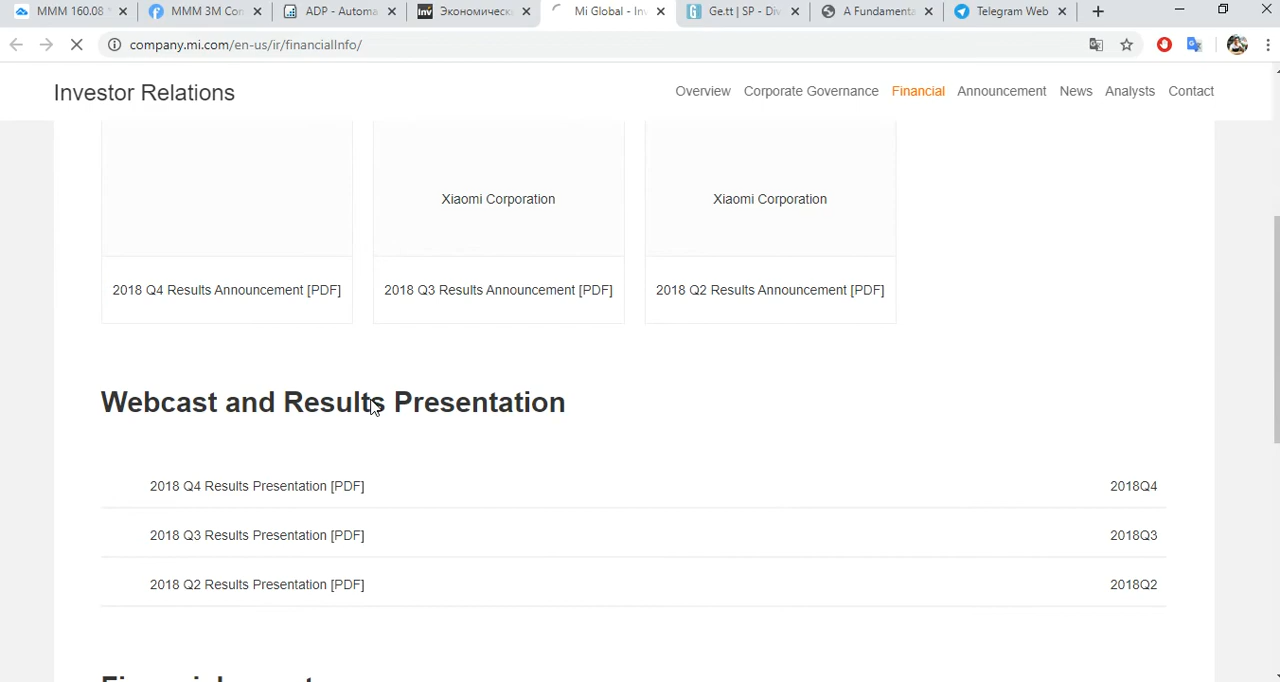 MMM 160.08
MMM 3M Con
ADP - Automa
Inv
Экономическ
Mi Global - Inv
Ge.tt | SP - Div
A Fundamenta
Telegram Web
company.mi.com/en-us/ir/financialInfo/
Investor Relations
Overview Corporate Governance Financial Announcement News Analysts Contact
Xiaomi Corporation Xiaomi Corporation
2018 Q4 Results Announcement [PDF] 2018 Q3 Results Announcement [PDF] 2018 Q2 Results Announcement [PDF]
Webcast and Results Presentation
2018 Q4 Results Presentation [PDF] 2018Q4
2018 Q3 Results Presentation [PDF] 2018Q3
2018 Q2 Results Presentation [PDF] 2018Q2